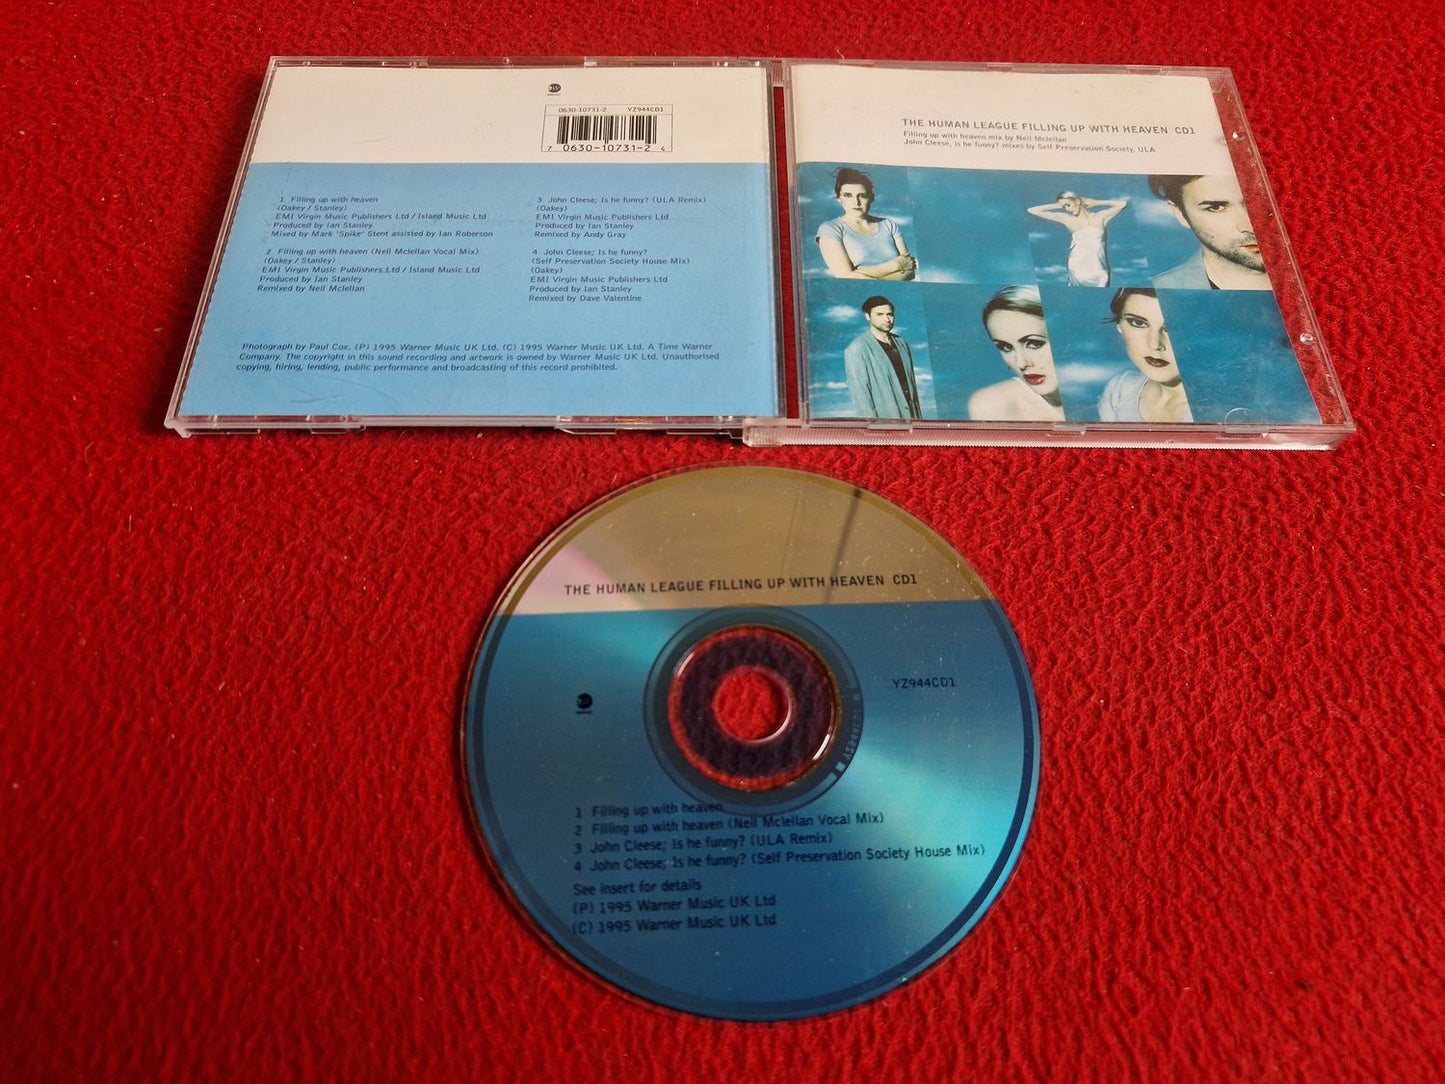 0630-10731-2 YZ944CD1
7 0630-10731-2 4
1 Filling up with heaven
(Oakey / Stanley)
EMI Virgin Music Publishers Ltd / Island Music Ltd
Produced by Ian Stanley
Mixed by Mark 'Spike' Stent assisted by Ian Roberson
2 Filling up with heaven (Neil Mclellan Vocal Mix)
(Oakey / Stanley)
EMI Virgin Music Publishers Ltd / Island Music Ltd
Produced by Ian Stanley
Remixed by Neil Mclellan
3 John Cleese; Is he funny? (ULA Remix)
(Oakey)
EMI Virgin Music Publishers Ltd
Produced by Ian Stanley
Remixed by Andy Gray
4 John Cleese; Is he funny?
(Self Preservation Society House Mix)
(Oakey)
EMI Virgin Music Publishers Ltd
Produced by Ian Stanley
Remixed by Dave Valentine
Photograph by Paul Cox. (P) 1995 Warner Music UK Ltd. (C) 1995 Warner Music UK Ltd. A Time Warner
Company. The copyright in this sound recording and artwork is owned by Warner Music UK Ltd. Unauthorised
copying, hiring, lending, public performance and broadcasting of this record prohibited.
THE HUMAN LEAGUE FILLING UP WITH HEAVEN CD1
Filling up with heaven mix by Neil Mclellan
John Cleese, is he funny? mixes by Self Preservation Society, ULA
THE HUMAN LEAGUE FILLING UP WITH HEAVEN CD1
YZ944CD1
1 Filling up with heaven
2 Filling up with heaven (Neil Mclellan Vocal Mix)
3 John Cleese; Is he funny? (ULA Remix)
4 John Cleese; Is he funny? (Self Preservation Society House Mix)
See insert for details
(P) 1995 Warner Music UK Ltd
(C) 1995 Warner Music UK Ltd